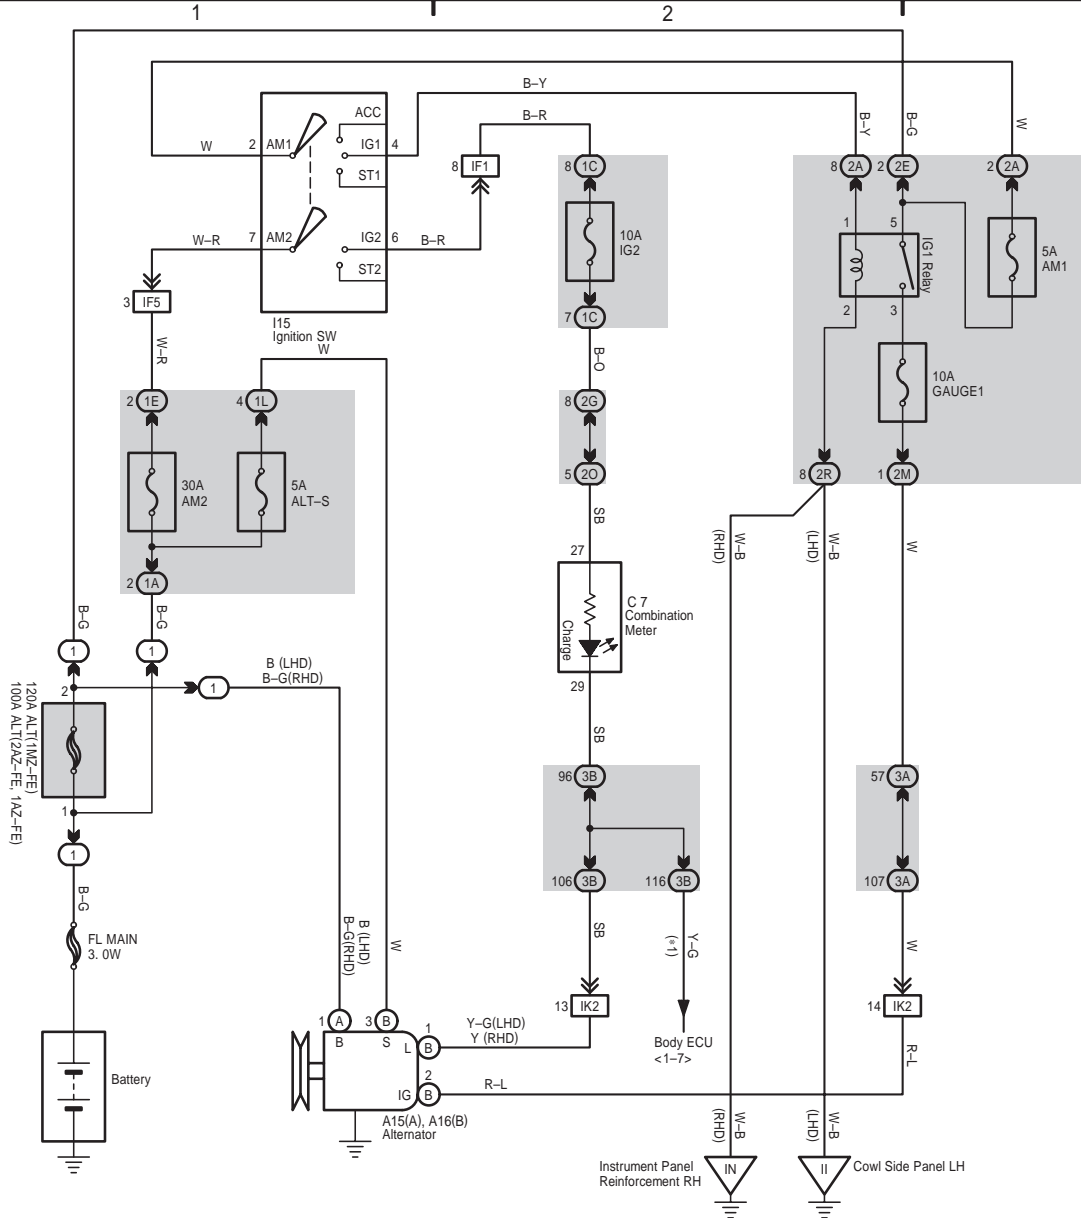 1
2
B–Y
B–R
B–Y
B–G
W
W
2
AM1
ACC
IG1
4
ST1
8
IF1
8
1C
8
2A
2
2E
2
2A
W–R
7
AM2
IG2
6
ST2
B–R
10A
IG2
1
5
IG1 Relay
5A
AM1
3
IF5
2
3
7
1C
I15
Ignition SW
W
W–R
B–O
10A
GAUGE1
2
1E
4
1L
8
2G
30A
AM2
5A
ALT–S
5
2O
8
2R
1
2M
SB
W–B
(RHD)
W–B
(LHD)
W
27
2
1A
C 7
Combination
Meter
Charge
B–G
B–G
1
1
B (LHD)
B–G(RHD)
1
29
2
120A ALT(1MZ–FE)
100A ALT(2AZ–FE, 1AZ–FE)
SB
96
3B
57
3A
1
1
106
3B
116
3B
107
3A
B–G
FL MAIN
3. 0W
B (LHD)
B–G(RHD)
W
SB
Y–G
(*1)
W
13
IK2
14
IK2
1
A
3
B
B
S
L
1
B
Y–G(LHD)
Y (RHD)
Body ECU
<1–7>
R–L
Battery
IG
2
B
R–L
A15(A), A16(B)
Alternator
W–B
(RHD)
W–B
(LHD)
Instrument Panel
Reinforcement RH
IN
II
Cowl Side Panel LH